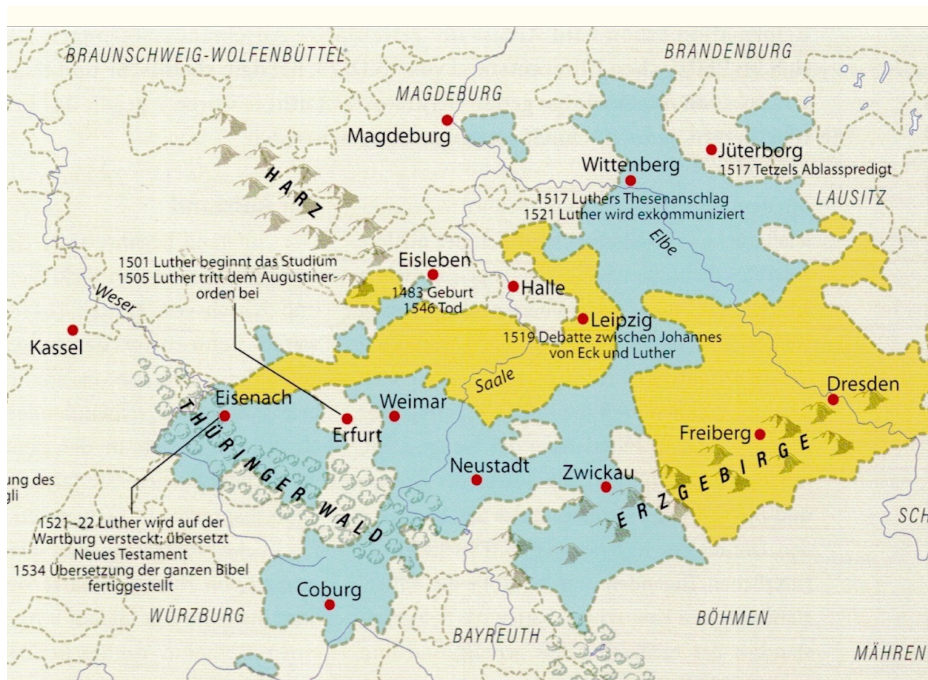 BRAUNSCHWEIG-WOLFENBÜTTEL
BRANDENBURG
MAGDEBURG
Magdeburg
Jüterborg
1517 Tetzels Ablasspredigt
Wittenberg
1517 Luthers Thesenanschlag
1521 Luther wird exkommuniziert
LAUSITZ
HARZ
Elbe
1501 Luther beginnt das Studium
1505 Luther tritt dem Augustiner-
orden bei
Eisleben
1483 Geburt
1546 Tod
Halle
Weser
Kassel
Leipzig
1519 Debatte zwischen Johannes
von Eck und Luther
Saale
Dresden
Eisenach
Weimar
Erfurt
Freiberg
THÜRINGER WALD
Neustadt
Zwickau
ERZGEBIRGE
ung des
gli
1521–22 Luther wird auf der
Wartburg versteckt; übersetzt
Neues Testament
1534 Übersetzung der ganzen Bibel
fertiggestellt
SCH
Coburg
WÜRZBURG
BAYREUTH
BÖHMEN
MÄHREN